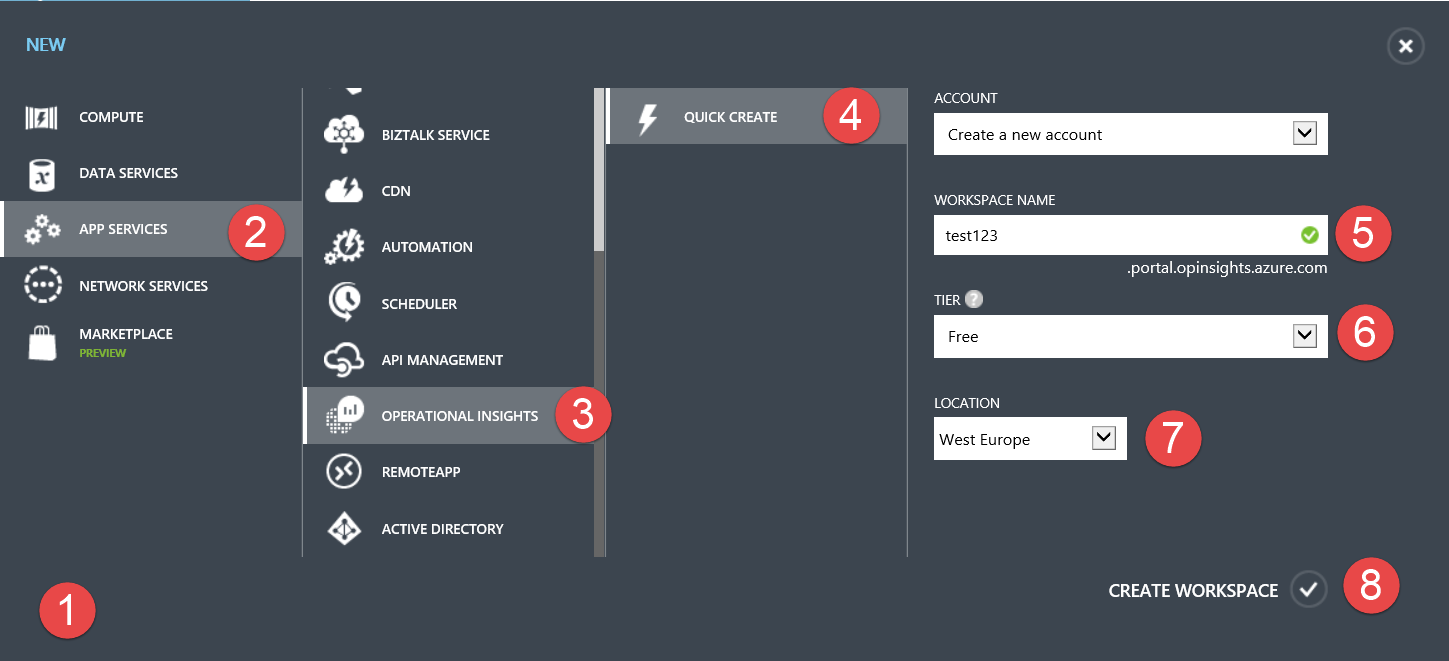 NEW
COMPUTE
DATA SERVICES
APP SERVICES
2
NETWORK SERVICES
MARKETPLACE
PREVIEW
1
BIZTALK SERVICE
CDN
AUTOMATION
SCHEDULER
API MANAGEMENT
OPERATIONAL INSIGHTS
3
REMOTEAPP
ACTIVE DIRECTORY
QUICK CREATE
4
ACCOUNT
Create a new account
WORKSPACE NAME
test123
5
.portal.opinsights.azure.com
TIER ?
Free
6
LOCATION
West Europe
7
CREATE WORKSPACE
8